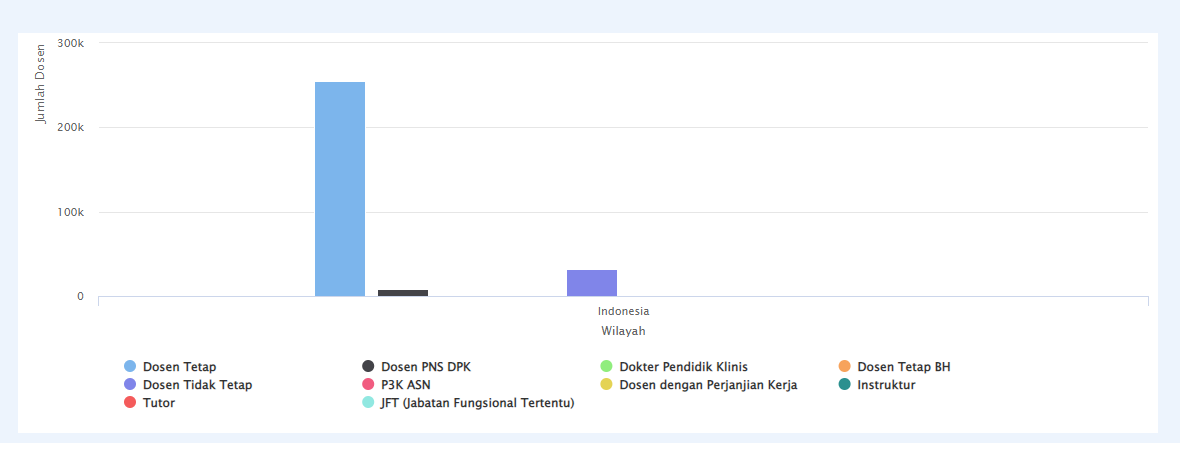 Jumlah Dosen
300k
200k
100k
0
Indonesia
Wilayah
Dosen Tetap
Dosen PNS DPK
Dokter Pendidik Klinis
Dosen Tetap BH
Dosen Tidak Tetap
P3K ASN
Dosen dengan Perjanjian Kerja
Instruktur
Tutor
JFT (Jabatan Fungsional Tertentu)